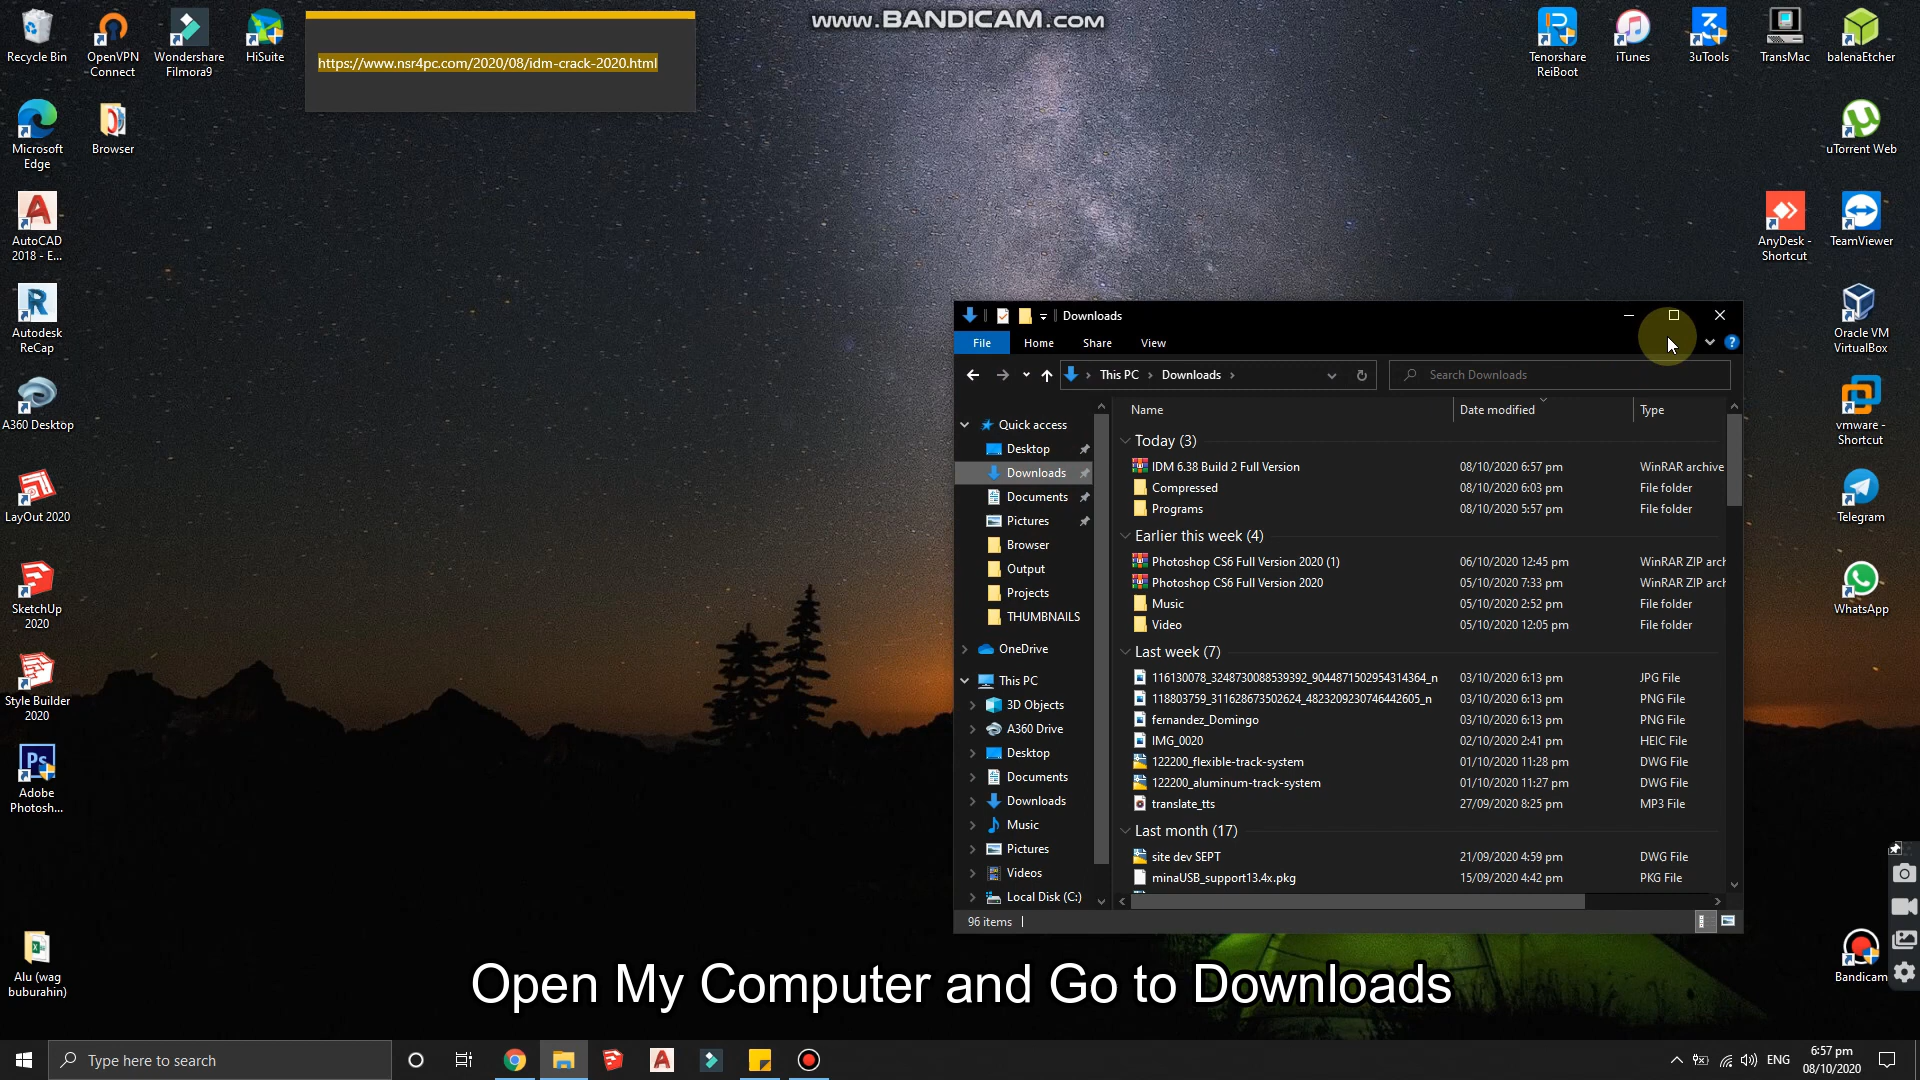 www.BANDICAM.com
Recycle Bin
OpenVPN
Connect
Wondershare
Filmora9
HiSuite
https://www.nsr4pc.com/2020/08/idm-crack-2020.html
Tenorshare
ReiBoot
iTunes
3uTools
TransMac
balenaEtcher
Microsoft
Edge
Browser
uTorrent Web
AutoCAD
2018 - E...
AnyDesk -
Shortcut
TeamViewer
Autodesk
ReCap
Oracle VM
VirtualBox
A360 Desktop
vmware -
Shortcut
LayOut 2020
Telegram
SketchUp
2020
WhatsApp
Style Builder
2020
Adobe
Photosh...
Alu (wag
buburahin)
Bandicam
Downloads
File Home Share View
This PC Downloads
Search Downloads
Name Date modified Type
Quick access
Desktop
Downloads
Documents
Pictures
Browser
Output
Projects
THUMBNAILS
OneDrive
This PC
3D Objects
A360 Drive
Desktop
Documents
Downloads
Music
Pictures
Videos
Local Disk (C:)
Today (3)
IDM 6.38 Build 2 Full Version 08/10/2020 6:57 pm WinRAR archive
Compressed 08/10/2020 6:03 pm File folder
Programs 08/10/2020 5:57 pm File folder
Earlier this week (4)
Photoshop CS6 Full Version 2020 (1) 06/10/2020 12:45 pm WinRAR ZIP arch
Photoshop CS6 Full Version 2020 05/10/2020 7:33 pm WinRAR ZIP arch
Music 05/10/2020 2:52 pm File folder
Video 05/10/2020 12:05 pm File folder
Last week (7)
116130078_3248730088539392_9044871502954314364_n 03/10/2020 6:13 pm JPG File
118803759_311628673502624_4823209230746442605_n 03/10/2020 6:13 pm PNG File
fernandez_Domingo 03/10/2020 6:13 pm PNG File
IMG_0020 02/10/2020 2:41 pm HEIC File
122200_flexible-track-system 01/10/2020 11:28 pm DWG File
122200_aluminum-track-system 01/10/2020 11:27 pm DWG File
translate_tts 27/09/2020 8:25 pm MP3 File
Last month (17)
site dev SEPT 21/09/2020 4:59 pm DWG File
minaUSB_support13.4x.pkg 15/09/2020 4:42 pm PKG File
96 items
Open My Computer and Go to Downloads
Type here to search
ENG
6:57 pm
08/10/2020